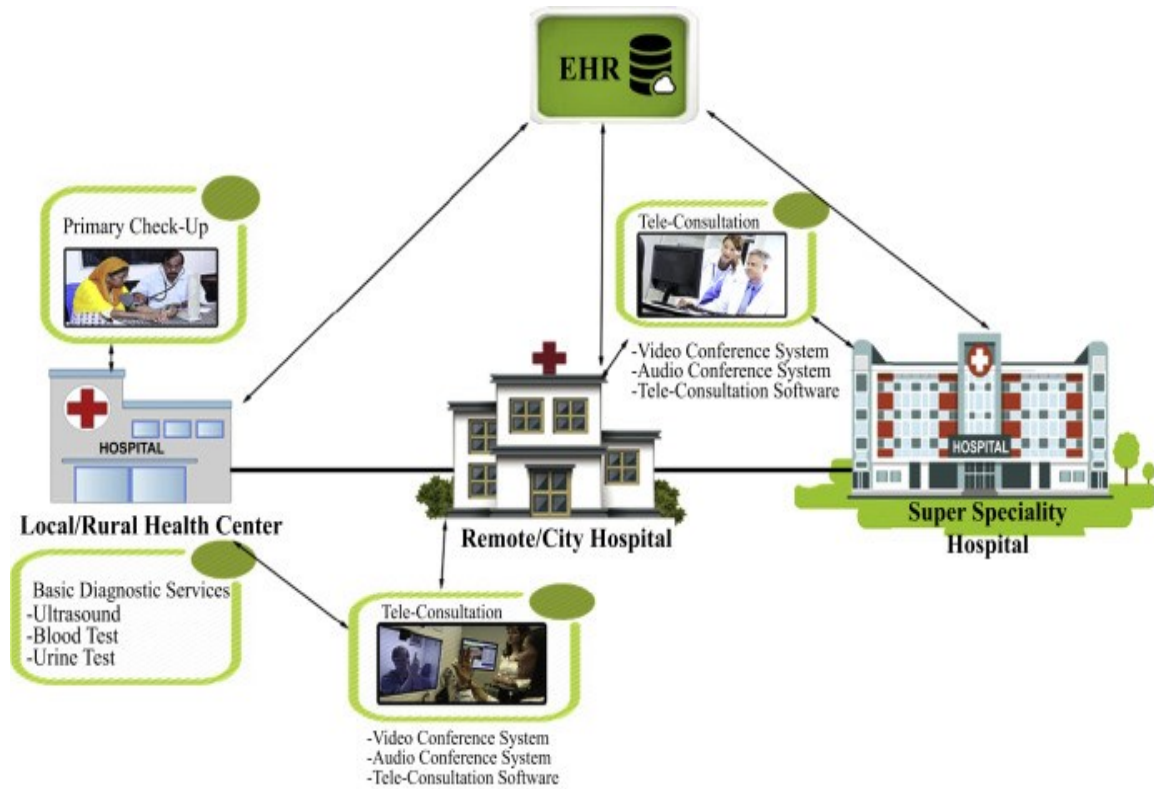 EHR
Primary Check-Up
Tele-Consultation
-Video Conference System
-Audio Conference System
-Tele-Consultation Software
HOSPITAL
HOSPITAL
Local/Rural Health Center
Remote/City Hospital
Super Speciality
Hospital
Basic Diagnostic Services
-Ultrasound
-Blood Test
-Urine Test
Tele-Consultation
-Video Conference System
-Audio Conference System
-Tele-Consultation Software